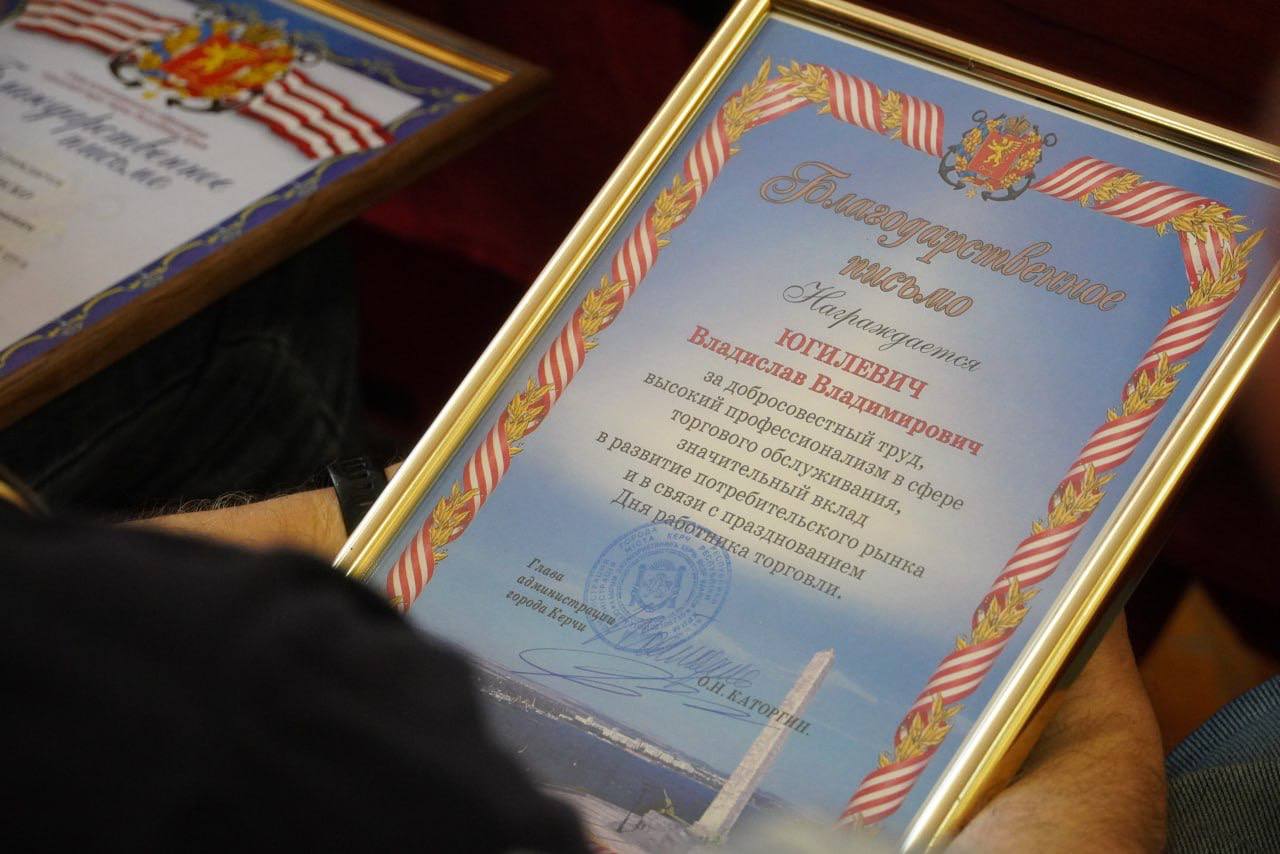 Благодарственное
письмо
Благодарственное
письмо
Награждается
ЮГИЛЕВИЧ
Владислав Владимирович
за добросовестный труд,
высокий профессионализм в сфере
торгового обслуживания,
значительный вклад
в развитие потребительского рынка
и в связи с празднованием
Дня работника торговли.
Глава
администрации
города Керчи
О.Н. КАТОРГИН.